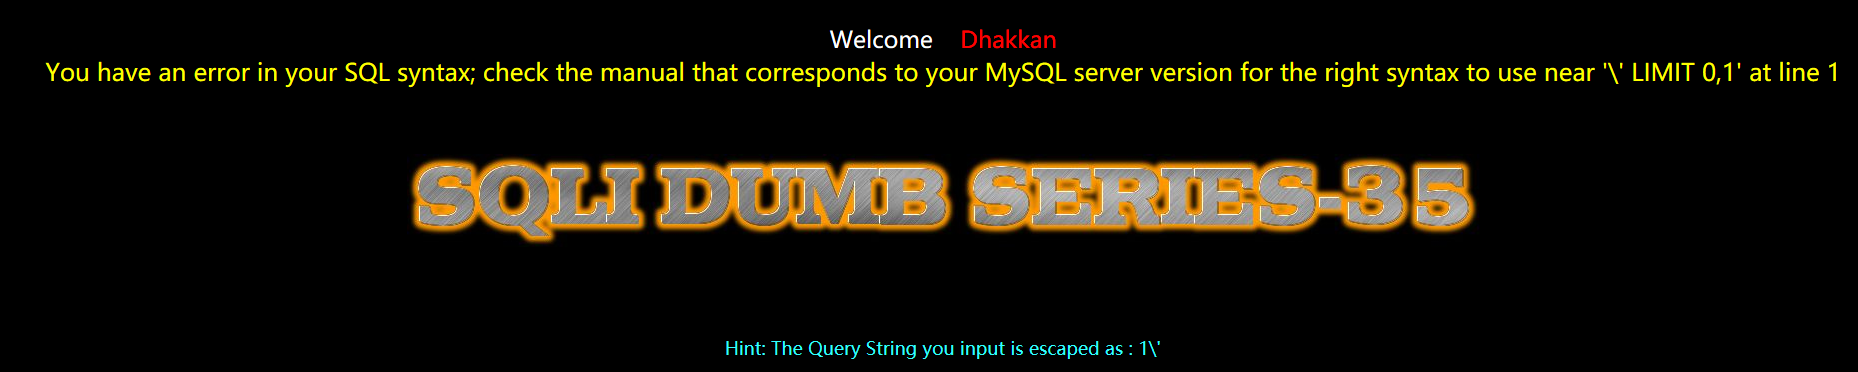 Welcome Dhakkan
You have an error in your SQL syntax; check the manual that corresponds to your MySQL server version for the right syntax to use near '\' LIMIT 0,1' at line 1
SQLI DUMB SERIES-35
Hint: The Query String you input is escaped as : 1\'